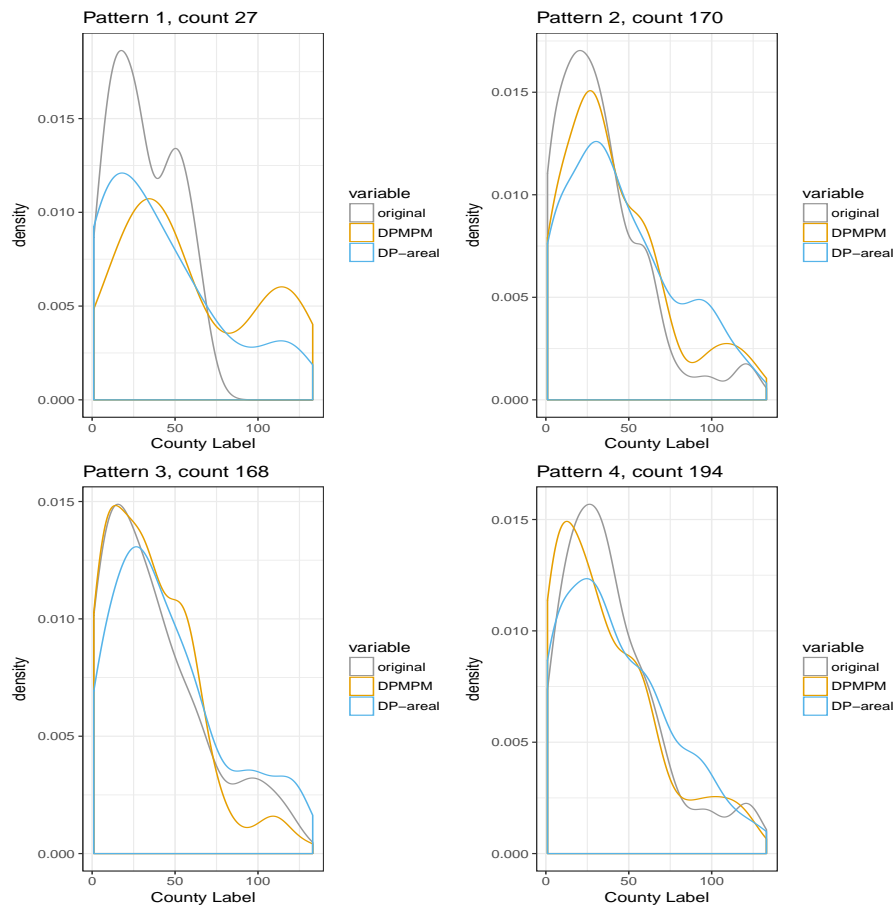 Pattern 1, count 27
density
0.015
0.010
0.005
0.000
0
50
100
County Label
variable
original
DPMPM
DP−areal
Pattern 2, count 170
density
0.015
0.010
0.005
0.000
0
50
100
County Label
variable
original
DPMPM
DP−areal
Pattern 3, count 168
density
0.015
0.010
0.005
0.000
0
50
100
County Label
variable
original
DPMPM
DP−areal
Pattern 4, count 194
density
0.015
0.010
0.005
0.000
0
50
100
County Label
variable
original
DPMPM
DP−areal